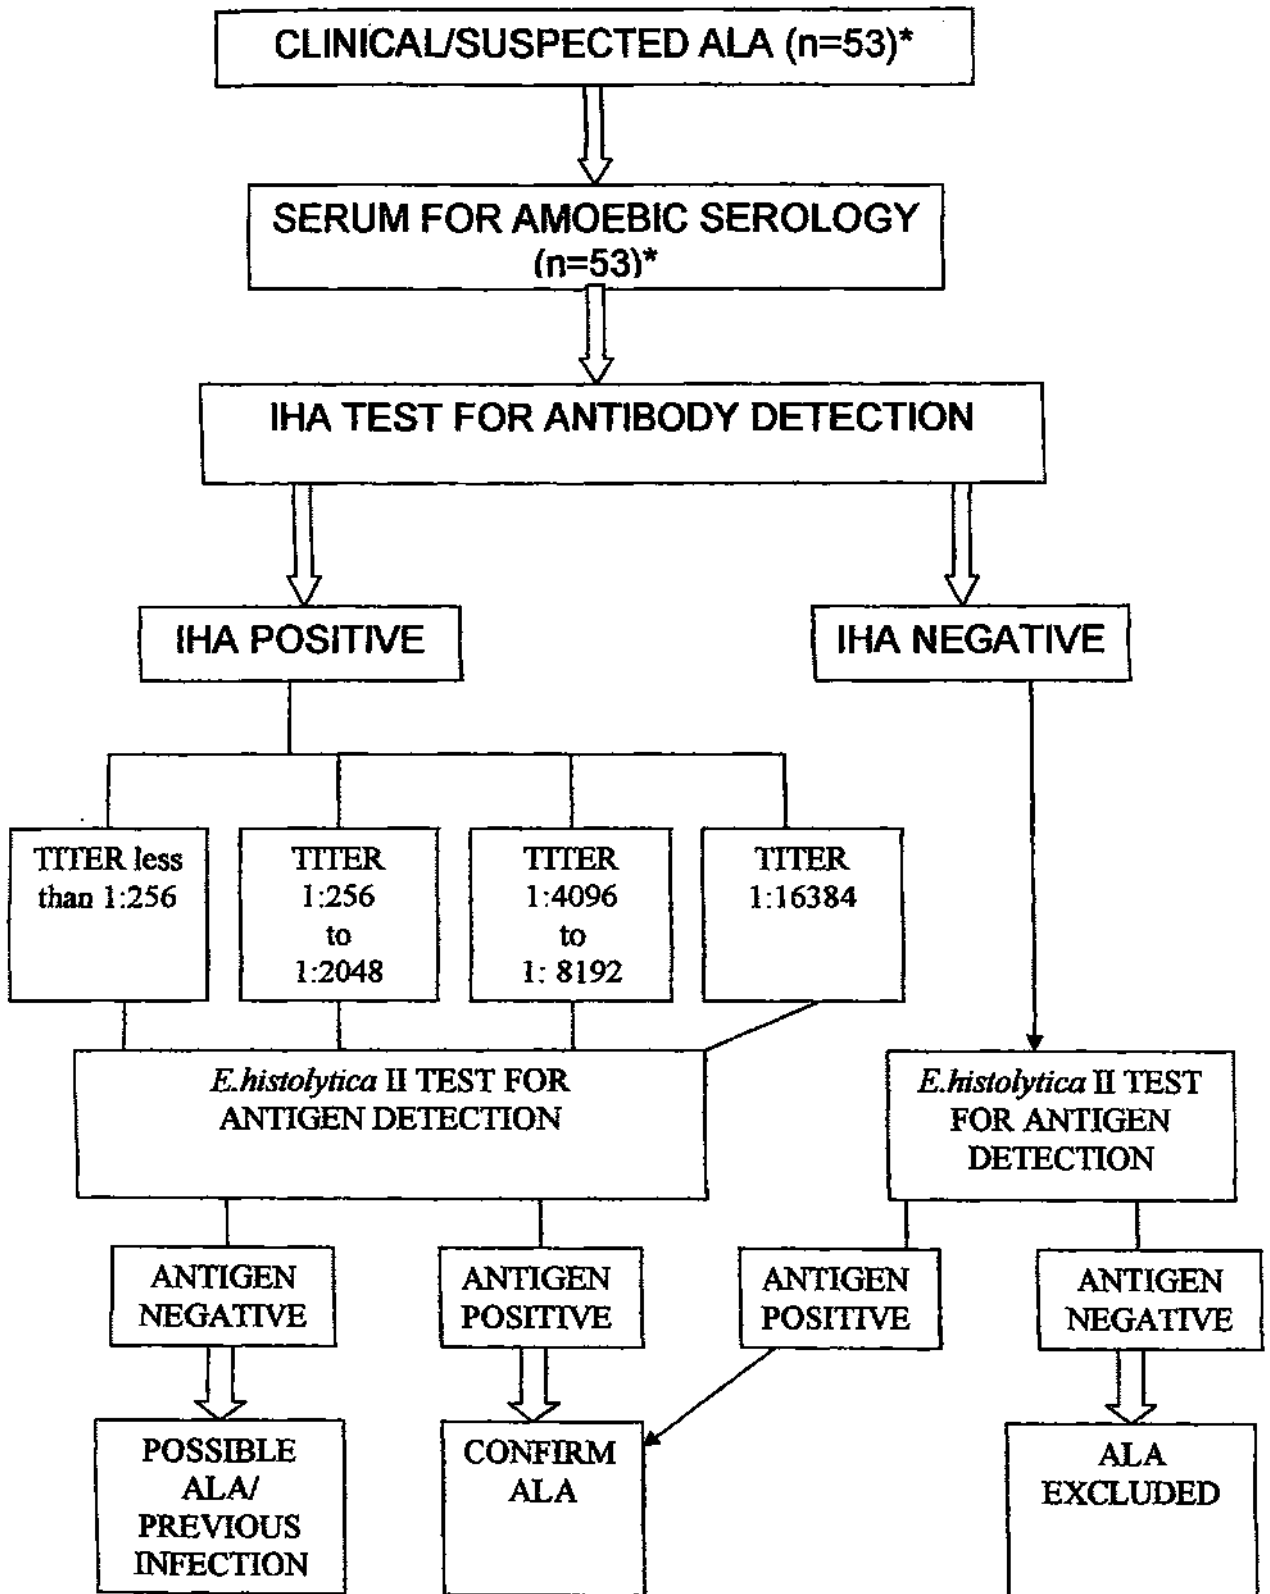 CLINICAL/SUSPECTED ALA (n=53)*
SERUM FOR AMOEBIC SEROLOGY
(n=53)*
IHA TEST FOR ANTIBODY DETECTION
IHA POSITIVE
IHA NEGATIVE
TITER less
than 1:256
TITER
1:256
to
1:2048
TITER
1:4096
to
1: 8192
TITER
1:16384
E.histolytica II TEST FOR
ANTIGEN DETECTION
E.histolytica II TEST
FOR ANTIGEN
DETECTION
ANTIGEN
NEGATIVE
ANTIGEN
POSITIVE
ANTIGEN
POSITIVE
ANTIGEN
NEGATIVE
POSSIBLE
ALA/
PREVIOUS
INFECTION
CONFIRM
ALA
ALA
EXCLUDED